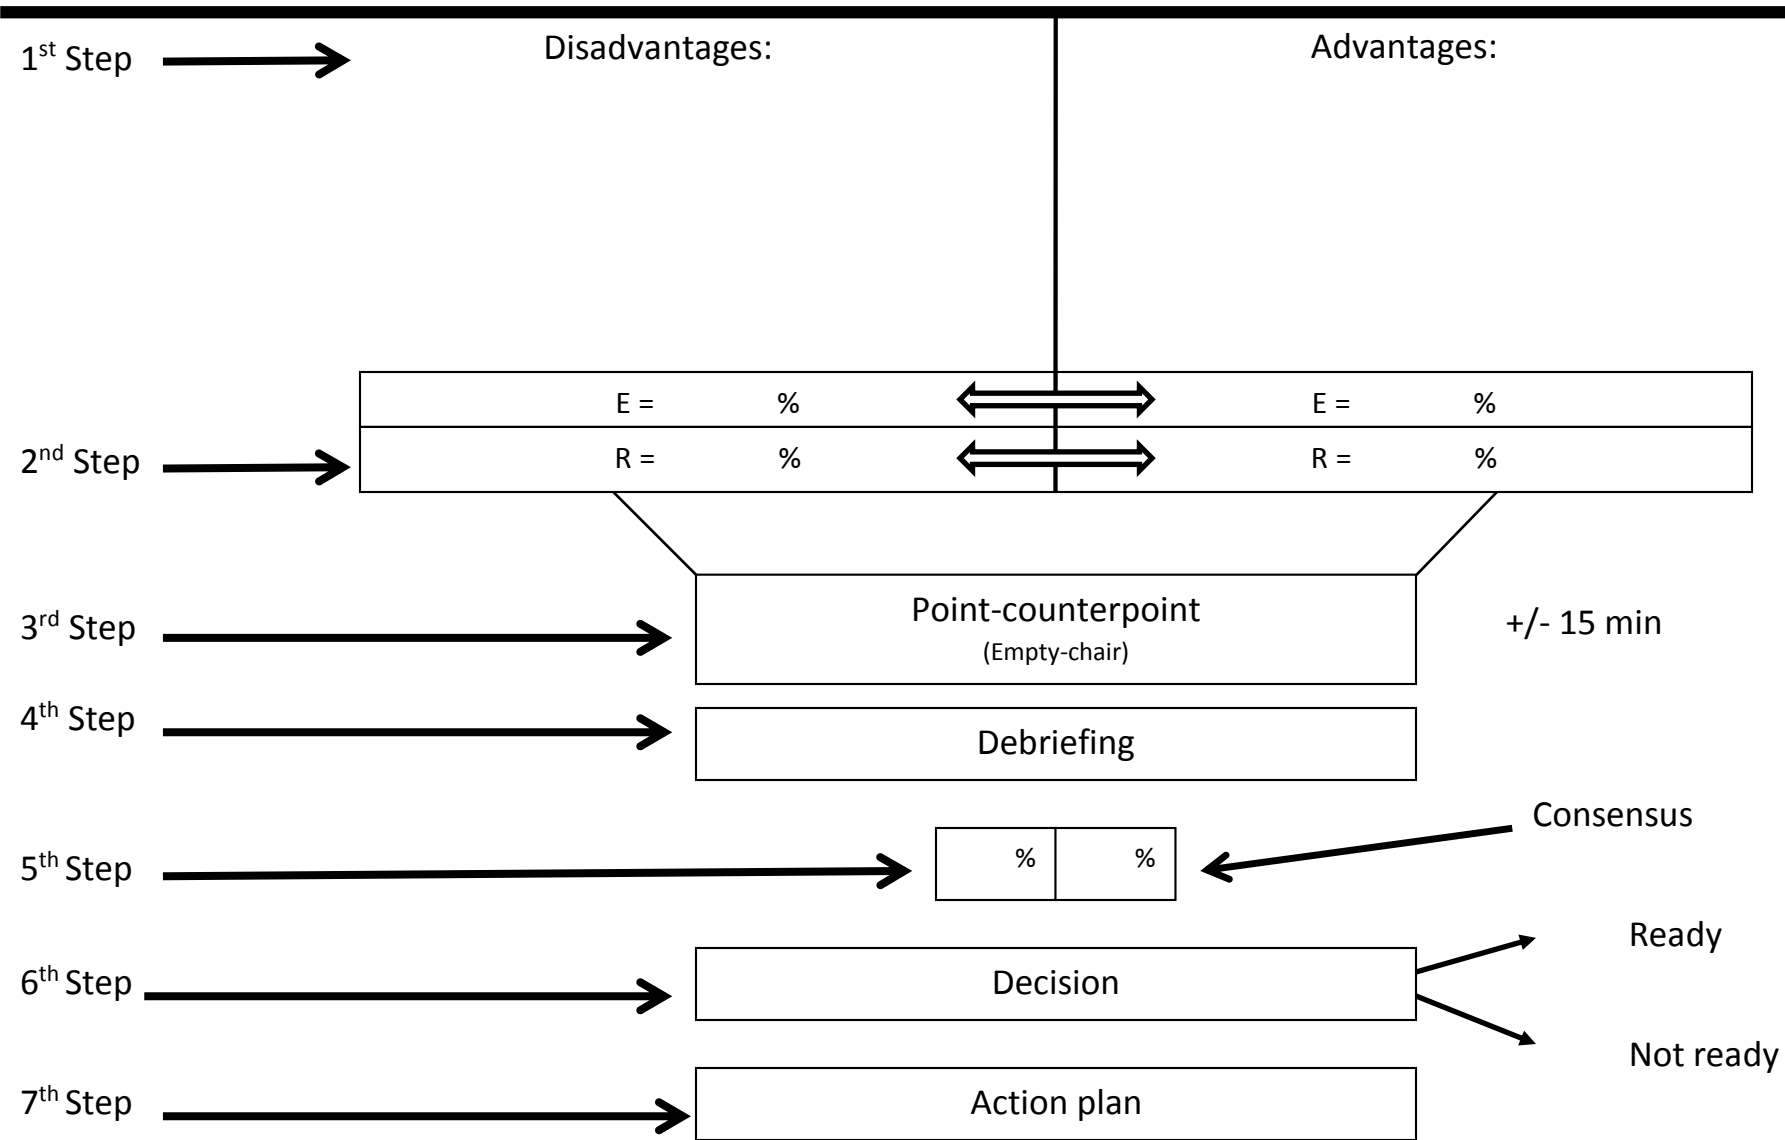 1st Step
Disadvantages:
Advantages:
E = %
E = %
2nd Step
R = %
R = %
3rd Step
Point-counterpoint
(Empty-chair)
+/- 15 min
4th Step
Debriefing
Consensus
5th Step
% %
Ready
6th Step
Decision
Not ready
7th Step
Action plan